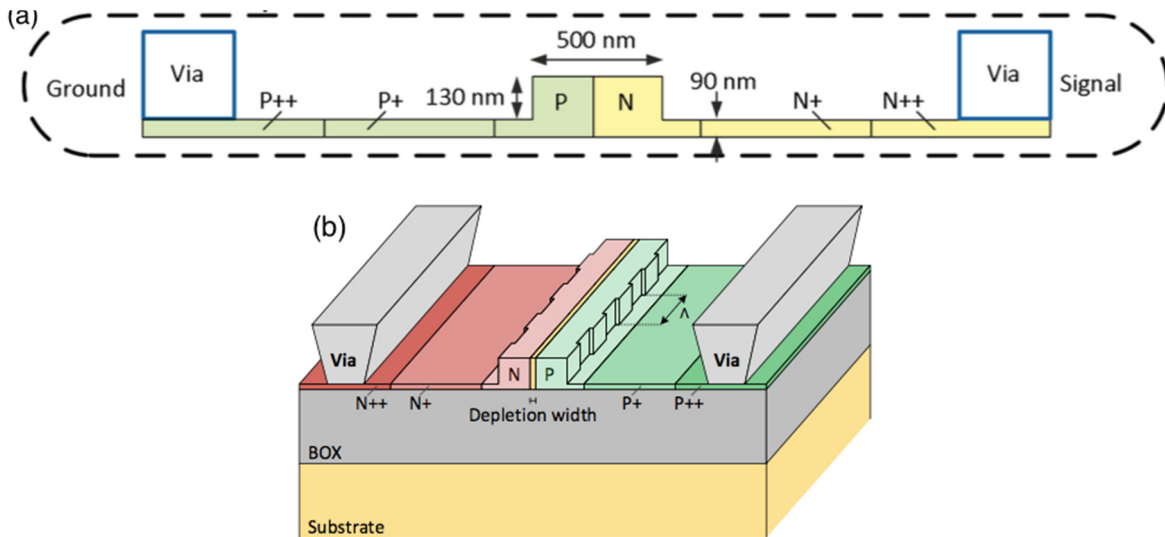 (a)
500 nm
Via
Ground
P++
P+
130 nm
P
N
90 nm
N+
N++
Via
Signal
(b)
Λ
Via
N
P
Via
N++
N+
Depletion width
P+
P++
BOX
Substrate